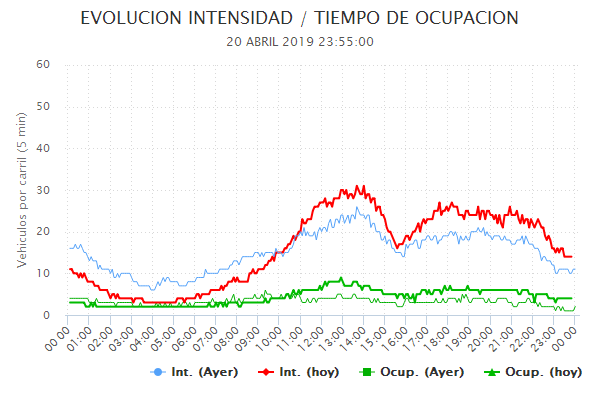 EVOLUCION INTENSIDAD / TIEMPO DE OCUPACION
20 ABRIL 2019 23:55:00
Vehiculos por carril (5 min)
60
50
40
30
20
10
0
00:00 01:00 02:00 03:00 04:00 05:00 06:00 07:00 08:00 09:00 10:00 11:00 12:00 13:00 14:00 15:00 16:00 17:00 18:00 19:00 20:00 21:00 22:00 23:00 00:00
Int. (Ayer) Int. (hoy) Ocup. (Ayer) Ocup. (hoy)